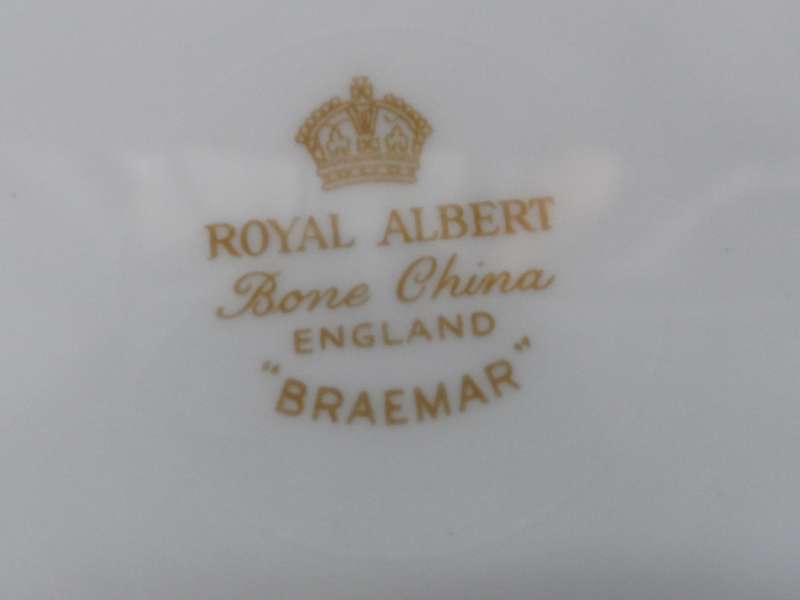 ROYAL ALBERT
Bone China
ENGLAND
"BRAEMAR"